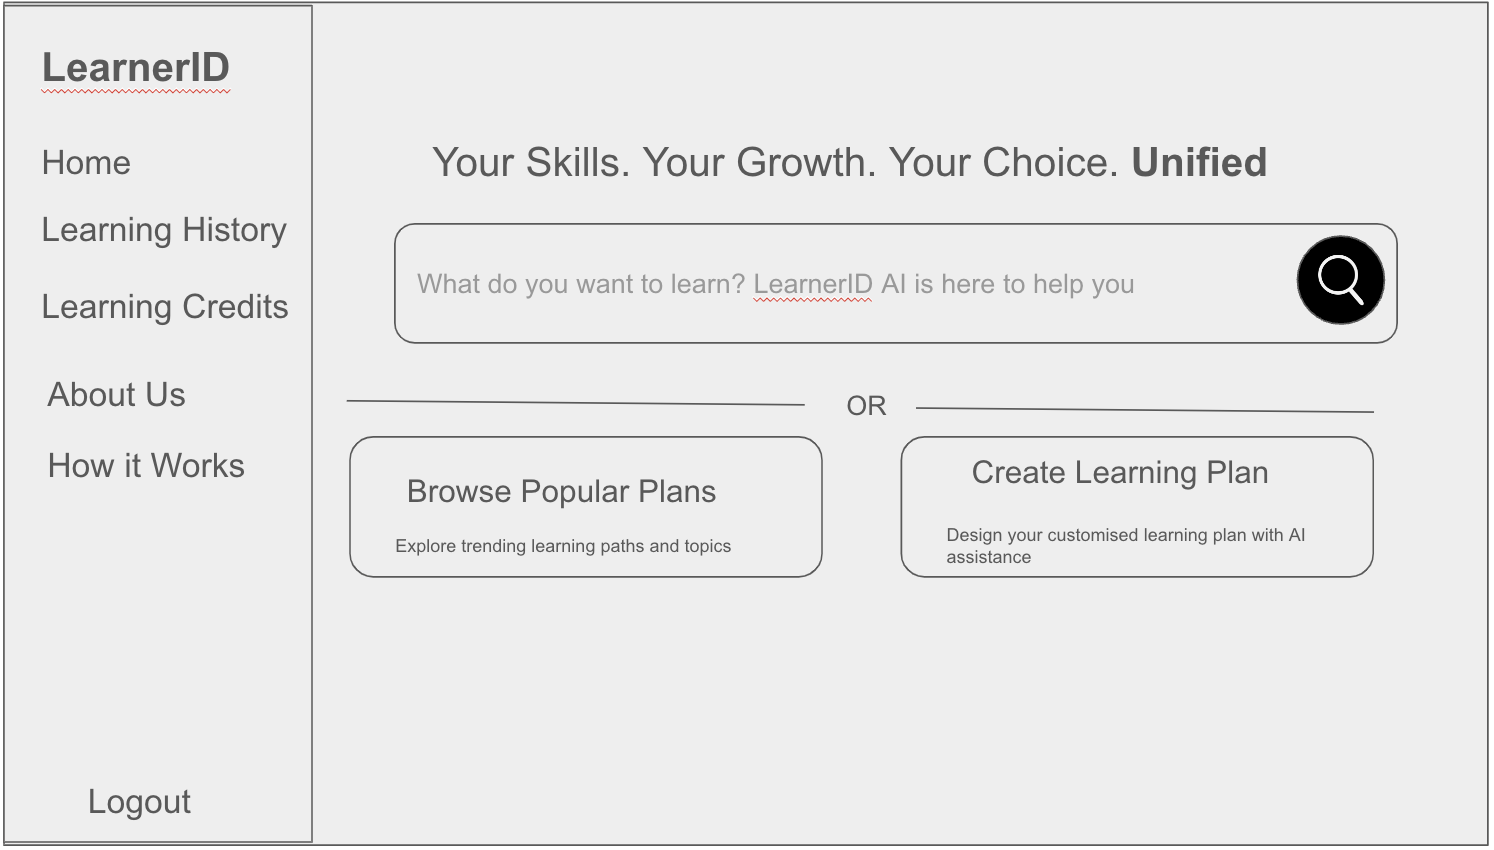 LearnerID
Home
Learning History
Learning Credits
About Us
How it Works
Logout
Your Skills. Your Growth. Your Choice. Unified
What do you want to learn? LearnerID AI is here to help you
OR
Browse Popular Plans
Explore trending learning paths and topics
Create Learning Plan
Design your customised learning plan with AI
assistance